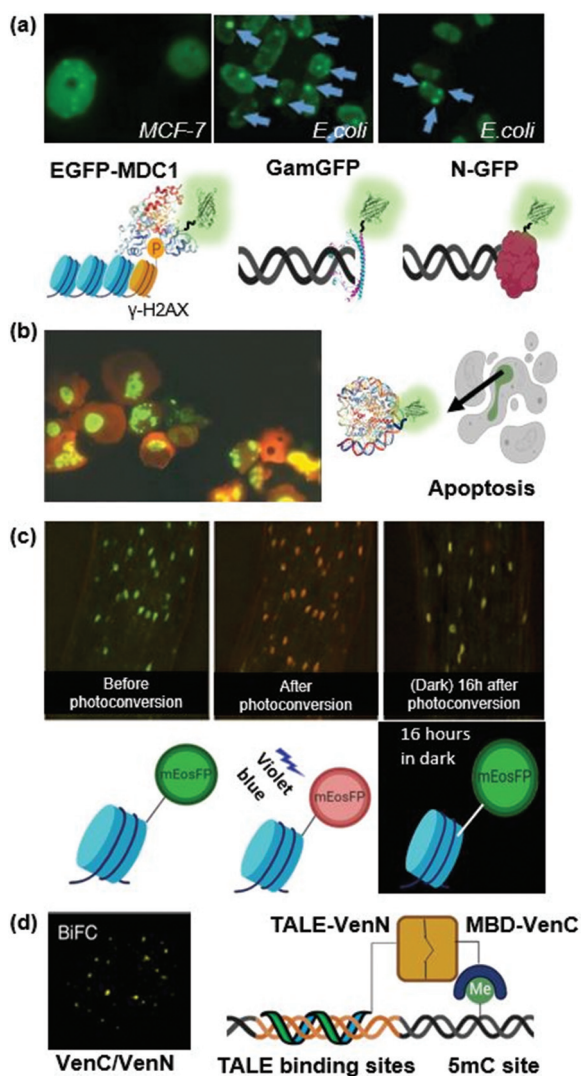 (a)
MCF-7
E.coli
E.coli
EGFP-MDC1
GamGFP
N-GFP
P
γ-H2AX
(b)
Apoptosis
(c)
Before
photoconversion
After
photoconversion
(Dark) 16h after
photoconversion
mEosFP
Violet
blue
mEosFP
16 hours
in dark
mEosFP
(d)
BiFC
VenC/VenN
TALE-VenN
MBD-VenC
Me
TALE binding sites
5mC site